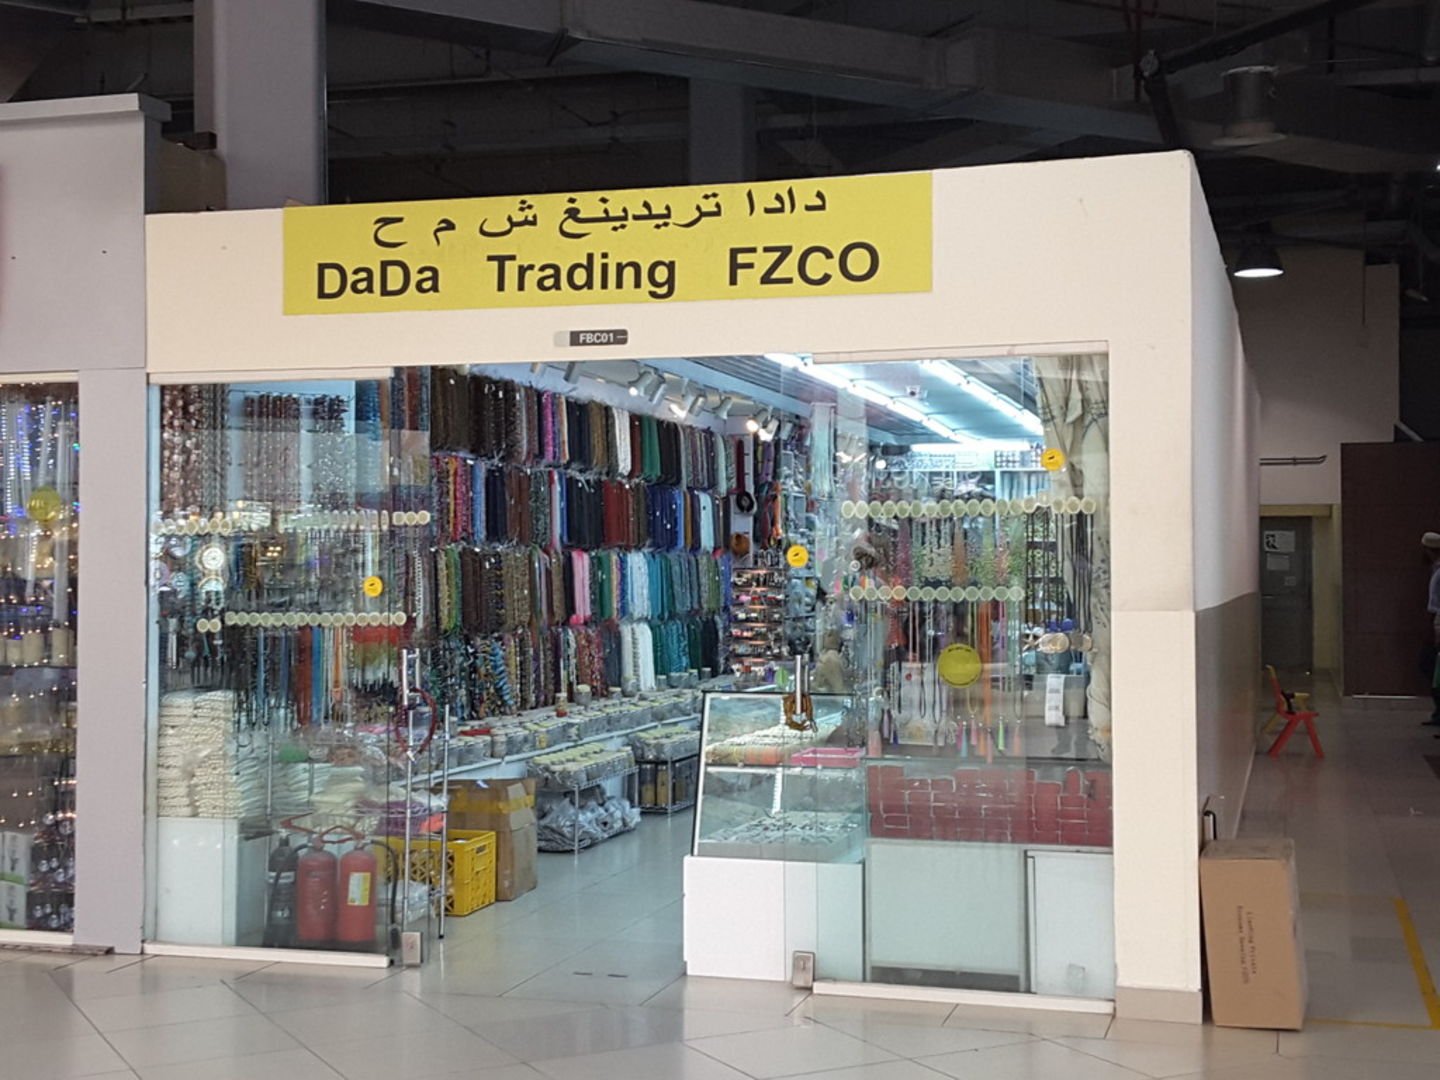 دادا تريدينغ ش م ح
DaDa Trading FZCO
FBC01